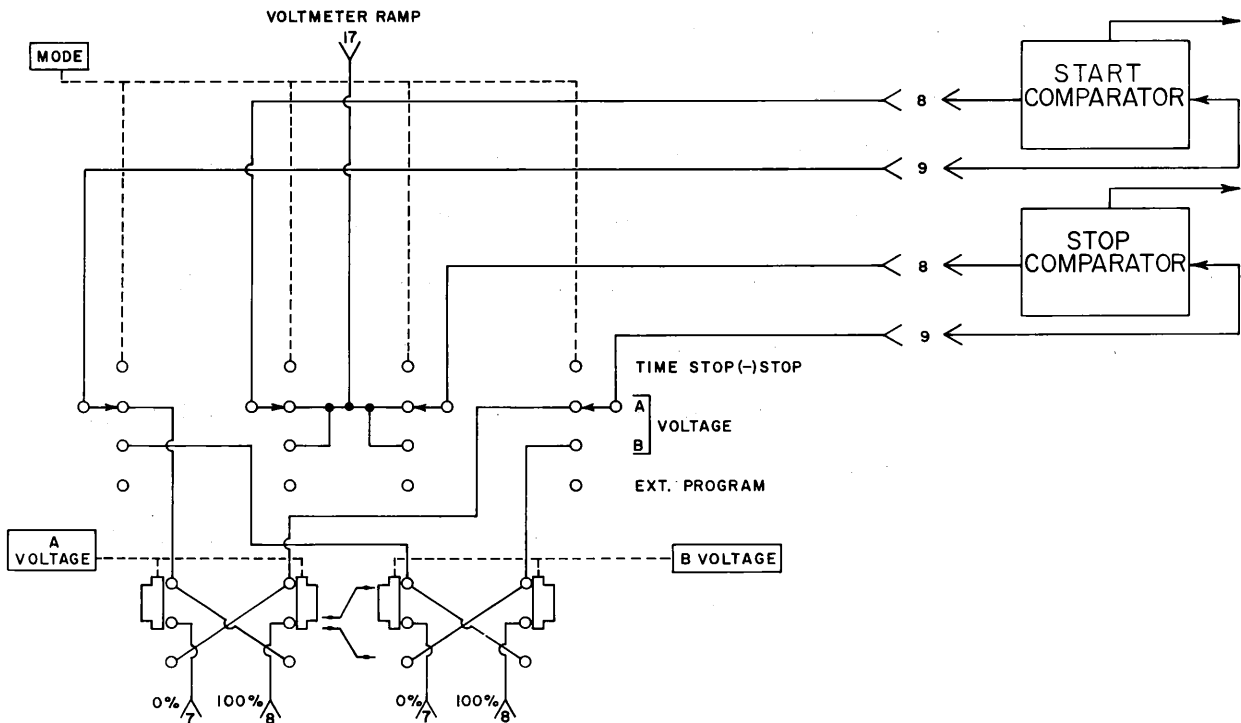 VOLTMETER RAMP
17
MODE
START
COMPARATOR
8
9
STOP
COMPARATOR
8
9
TIME STOP(-)STOP
A
VOLTAGE
B
EXT. PROGRAM
A
VOLTAGE
B VOLTAGE
0% 7 100% 8 0% 7 100% 8